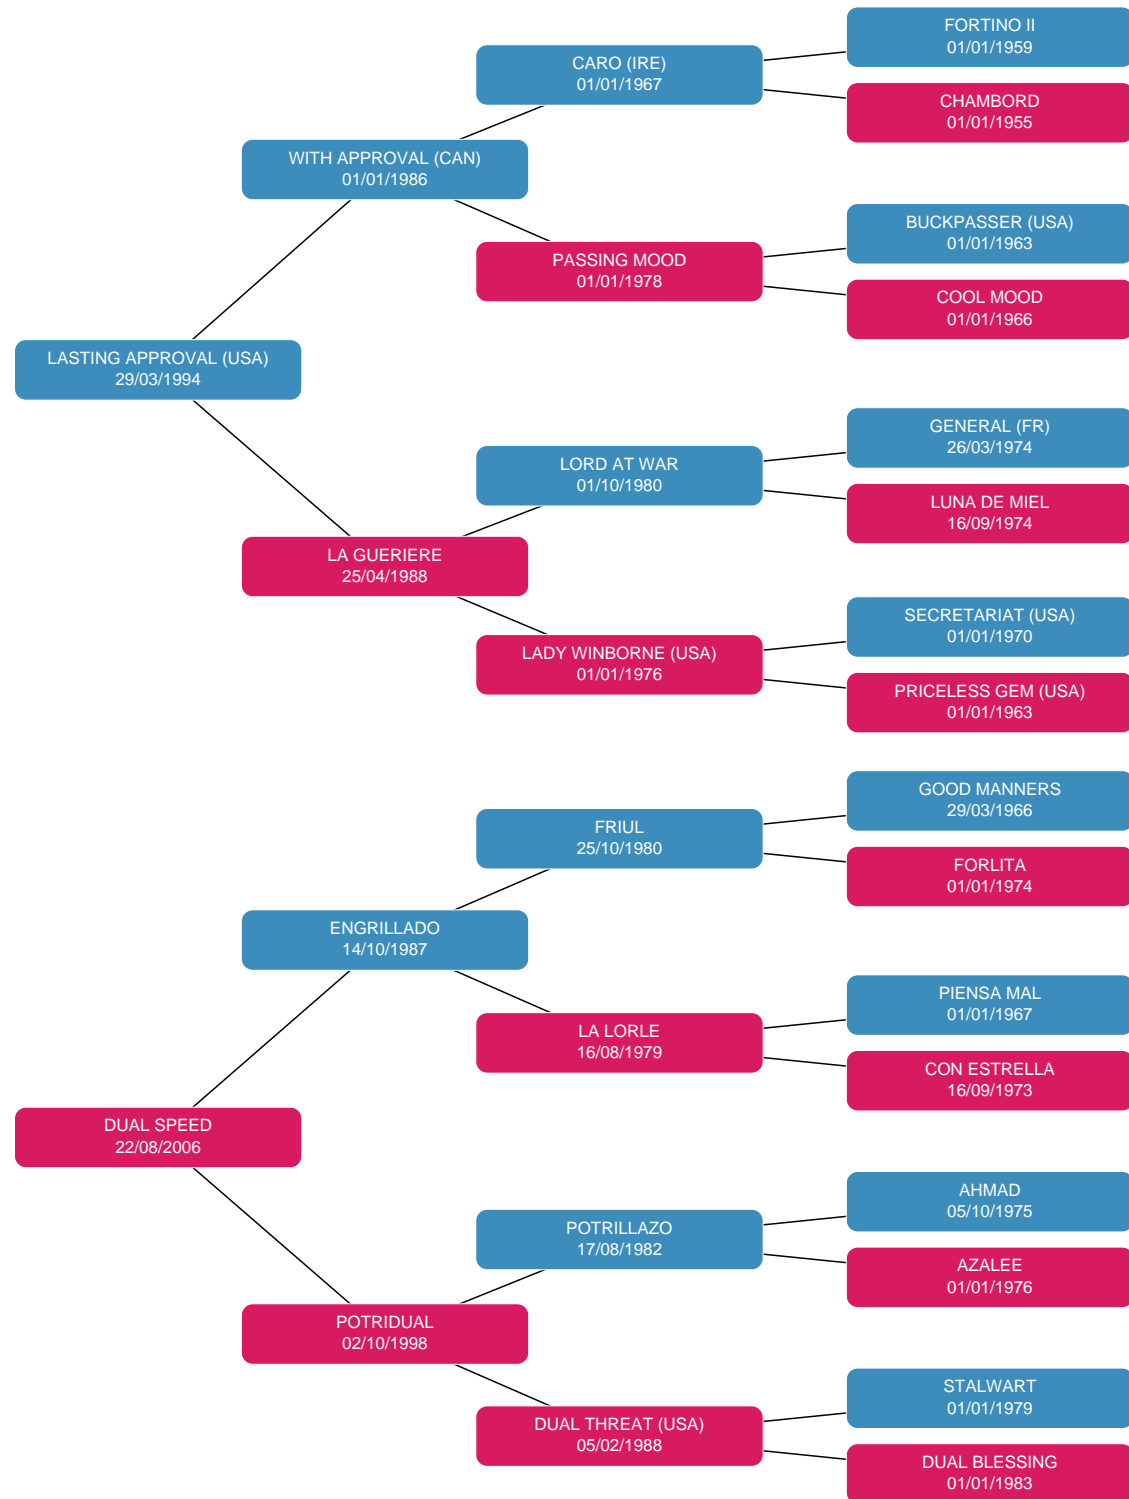 FORTINO II
01/01/1959
CARO (IRE)
01/01/1967
CHAMBORD
01/01/1955
WITH APPROVAL (CAN)
01/01/1986
BUCKPASSER (USA)
01/01/1963
PASSING MOOD
01/01/1978
COOL MOOD
01/01/1966
LASTING APPROVAL (USA)
29/03/1994
GENERAL (FR)
26/03/1974
LORD AT WAR
01/10/1980
LUNA DE MIEL
16/09/1974
LA GUERIERE
25/04/1988
SECRETARIAT (USA)
01/01/1970
LADY WINBORNE (USA)
01/01/1976
PRICELESS GEM (USA)
01/01/1963
GOOD MANNERS
29/03/1966
FRIUL
25/10/1980
FORLITA
01/01/1974
ENGRILLADO
14/10/1987
PIENSA MAL
01/01/1967
LA LORLE
16/08/1979
CON ESTRELLA
16/09/1973
DUAL SPEED
22/08/2006
AHMAD
05/10/1975
POTRILLAZO
17/08/1982
AZALEE
01/01/1976
POTRIDUAL
02/10/1998
STALWART
01/01/1979
DUAL THREAT (USA)
05/02/1988
DUAL BLESSING
01/01/1983